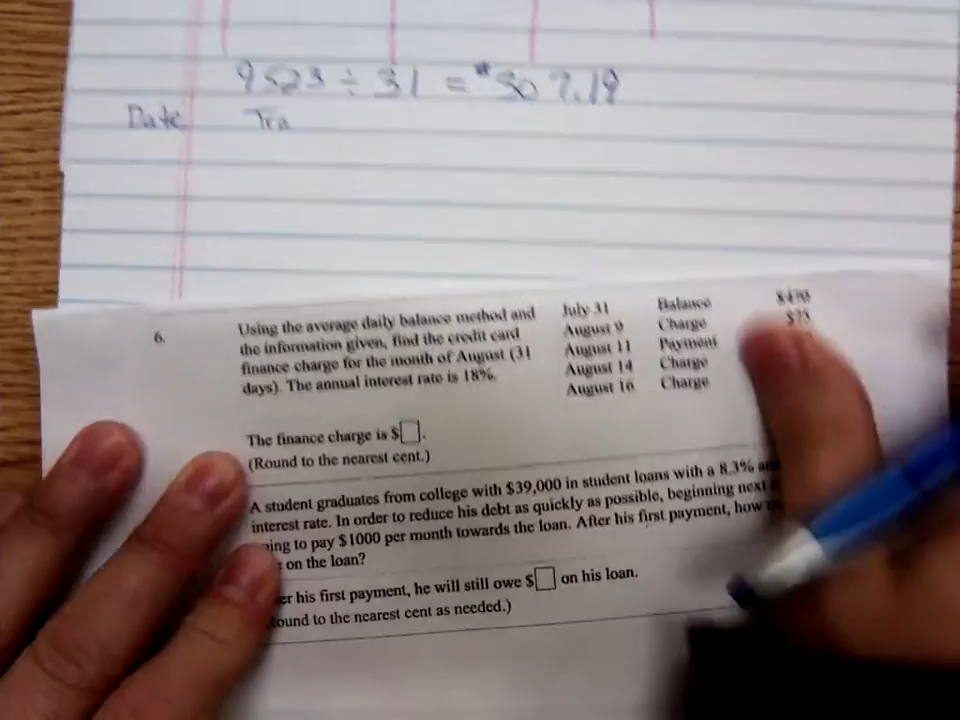 9523 ÷ 31 = $307.19
Date Tra
6.
Using the average daily balance method and
the information given, find the credit card
finance charge for the month of August (31
days). The annual interest rate is 18%.
July 31 Balance $470
August 9 Charge $75
August 11 Payment
August 14 Charge
August 16 Charge
The finance charge is $
(Round to the nearest cent.)
A student graduates from college with $39,000 in student loans with a 8.3%
interest rate. In order to reduce his debt as quickly as possible, beginning next
to pay $1000 per month towards the loan. After his first payment, how
on the loan?
his first payment, he will still owe $ on his loan.
to the nearest cent as needed.)